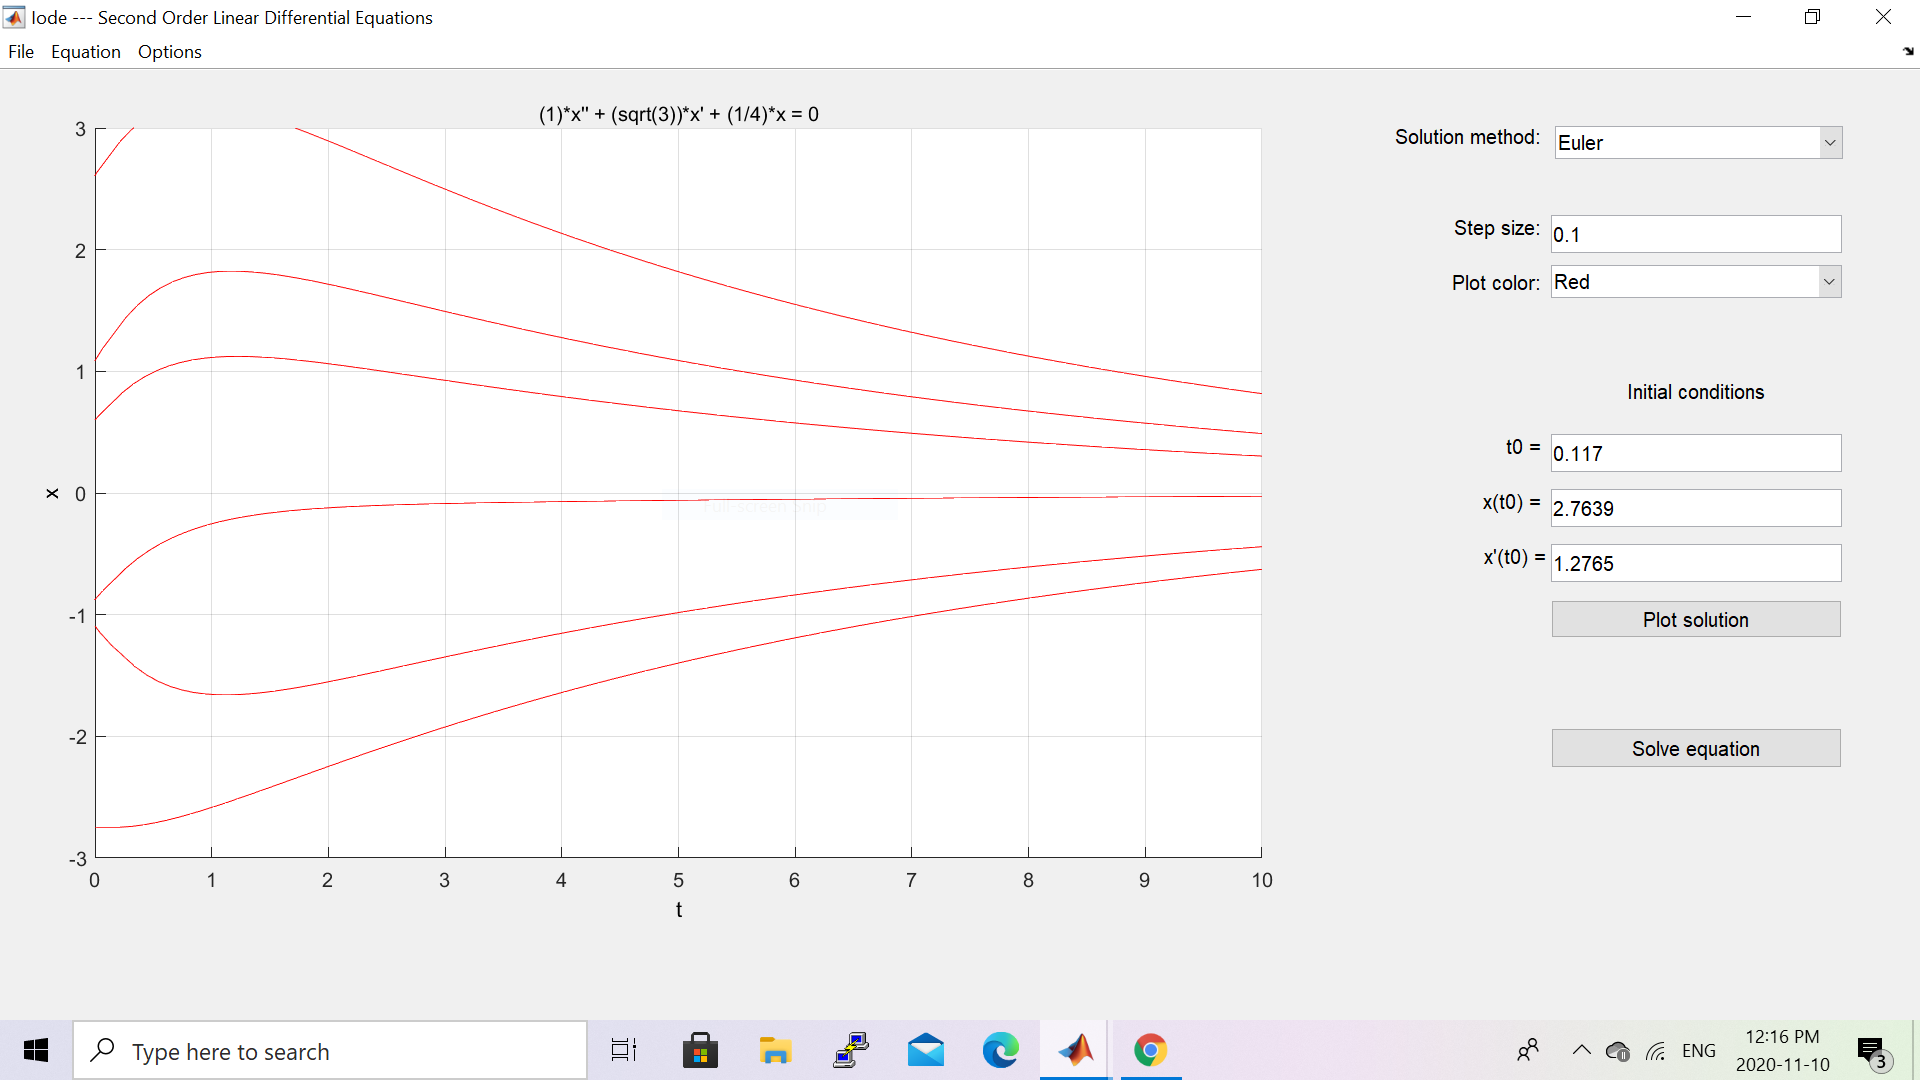 Iode --- Second Order Linear Differential Equations
File Equation Options
(1)*x'' + (sqrt(3))*x' + (1/4)*x = 0
3
2
1
0
-1
-2
-3
x
0 1 2 3 4 5 6 7 8 9 10
t
Full-screen Snip
Solution method: Euler
Step size: 0.1
Plot color: Red
Initial conditions
t0 = 0.117
x(t0) = 2.7639
x'(t0) = 1.2765
Plot solution
Solve equation
Type here to search
ENG
12:16 PM
2020-11-10
3